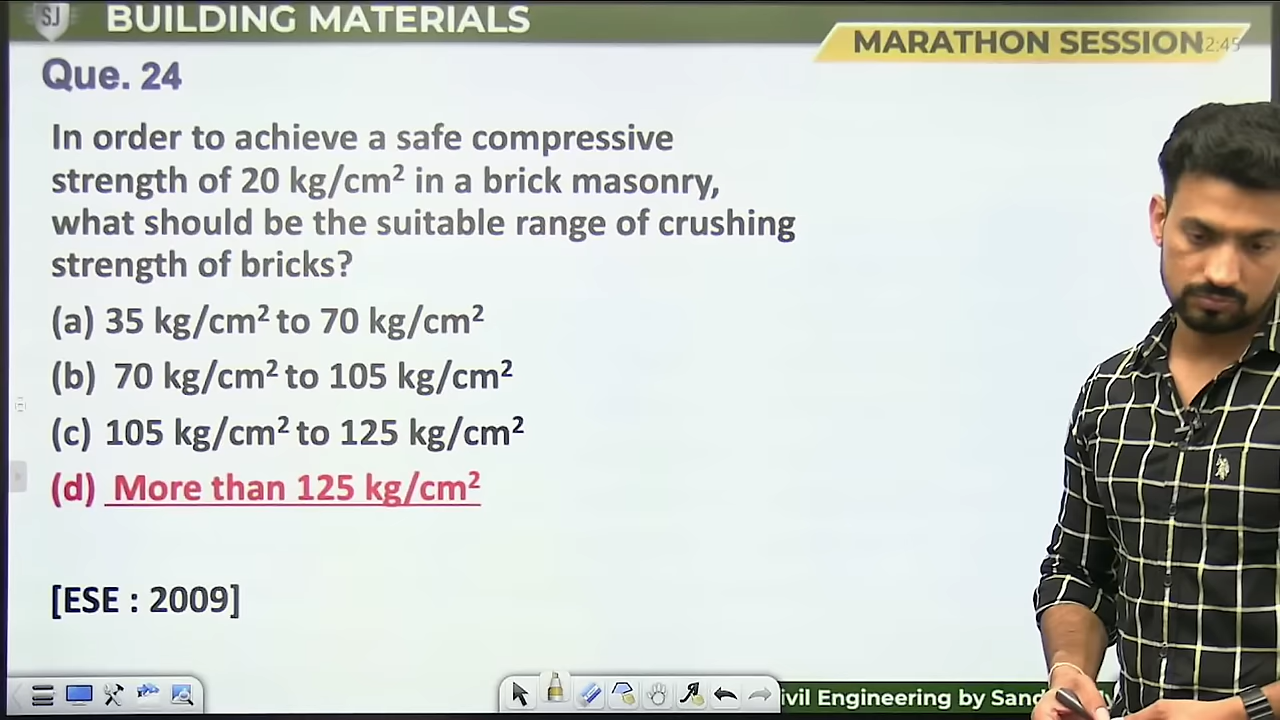 SJ
BUILDING MATERIALS
MARATHON SESSION
2:45
Que. 24
In order to achieve a safe compressive
strength of 20 kg/cm² in a brick masonry,
what should be the suitable range of crushing
strength of bricks?
(a) 35 kg/cm² to 70 kg/cm²
(b) 70 kg/cm² to 105 kg/cm²
(c) 105 kg/cm² to 125 kg/cm²
(d) More than 125 kg/cm²
[ESE : 2009]
ivil Engineering by Sand